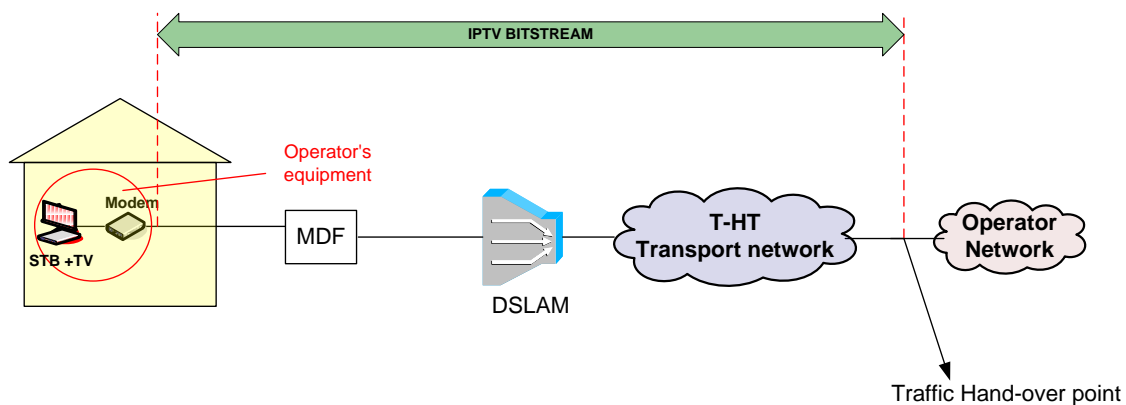 IPTV BITSTREAM
Operator's
equipment
Modem
STB +TV
MDF
DSLAM
T-HT
Transport network
Operator
Network
Traffic Hand-over point